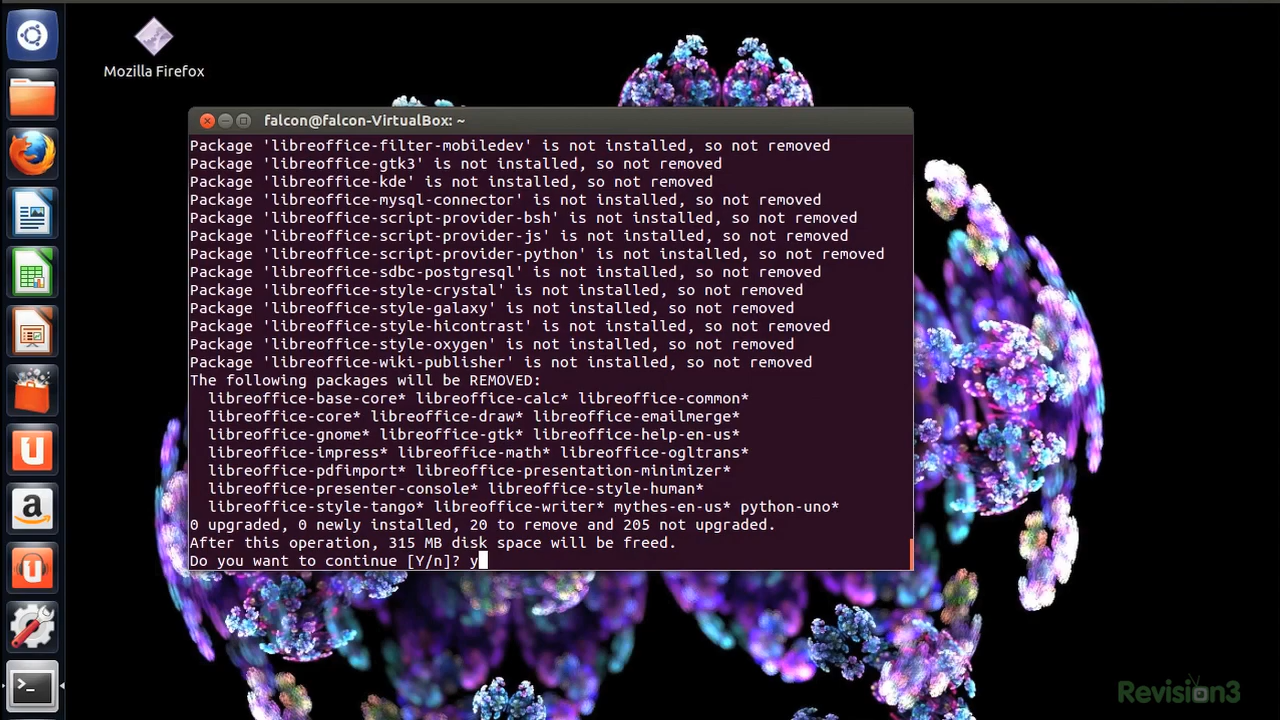 Mozilla Firefox
falcon@falcon-VirtualBox: ~
Package 'libreoffice-filter-mobiledev' is not installed, so not removed
Package 'libreoffice-gtk3' is not installed, so not removed
Package 'libreoffice-kde' is not installed, so not removed
Package 'libreoffice-mysql-connector' is not installed, so not removed
Package 'libreoffice-script-provider-bsh' is not installed, so not removed
Package 'libreoffice-script-provider-js' is not installed, so not removed
Package 'libreoffice-script-provider-python' is not installed, so not removed
Package 'libreoffice-sdbc-postgresql' is not installed, so not removed
Package 'libreoffice-style-crystal' is not installed, so not removed
Package 'libreoffice-style-galaxy' is not installed, so not removed
Package 'libreoffice-style-hicontrast' is not installed, so not removed
Package 'libreoffice-style-oxygen' is not installed, so not removed
Package 'libreoffice-wiki-publisher' is not installed, so not removed
The following packages will be REMOVED:
  libreoffice-base-core* libreoffice-calc* libreoffice-common*
  libreoffice-core* libreoffice-draw* libreoffice-emailmerge*
  libreoffice-gnome* libreoffice-gtk* libreoffice-help-en-us*
  libreoffice-impress* libreoffice-math* libreoffice-ogltrans*
  libreoffice-pdfimport* libreoffice-presentation-minimizer*
  libreoffice-presenter-console* libreoffice-style-human*
  libreoffice-style-tango* libreoffice-writer* mythes-en-us* python-uno*
0 upgraded, 0 newly installed, 20 to remove and 205 not upgraded.
After this operation, 315 MB disk space will be freed.
Do you want to continue [Y/n]? y
Revision3